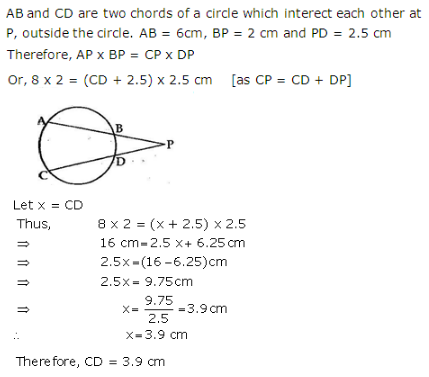 AB and CD are two chords of a circle which interect each other at
P, outside the circle. AB = 6cm, BP = 2 cm and PD = 2.5 cm
Therefore, AP x BP = CP x DP
Or, 8 x 2 = (CD + 2.5) x 2.5 cm [as CP = CD + DP]
A
B
P
D
C
Let x = CD
Thus, 8 x 2 = (x + 2.5) x 2.5
⇒ 16 cm=2.5 x+ 6.25 cm
⇒ 2.5x=(16 –6.25)cm
⇒ 2.5x= 9.75cm
⇒ x= 9.75/2.5 =3.9 cm
∴ x=3.9 cm
Therefore, CD = 3.9 cm